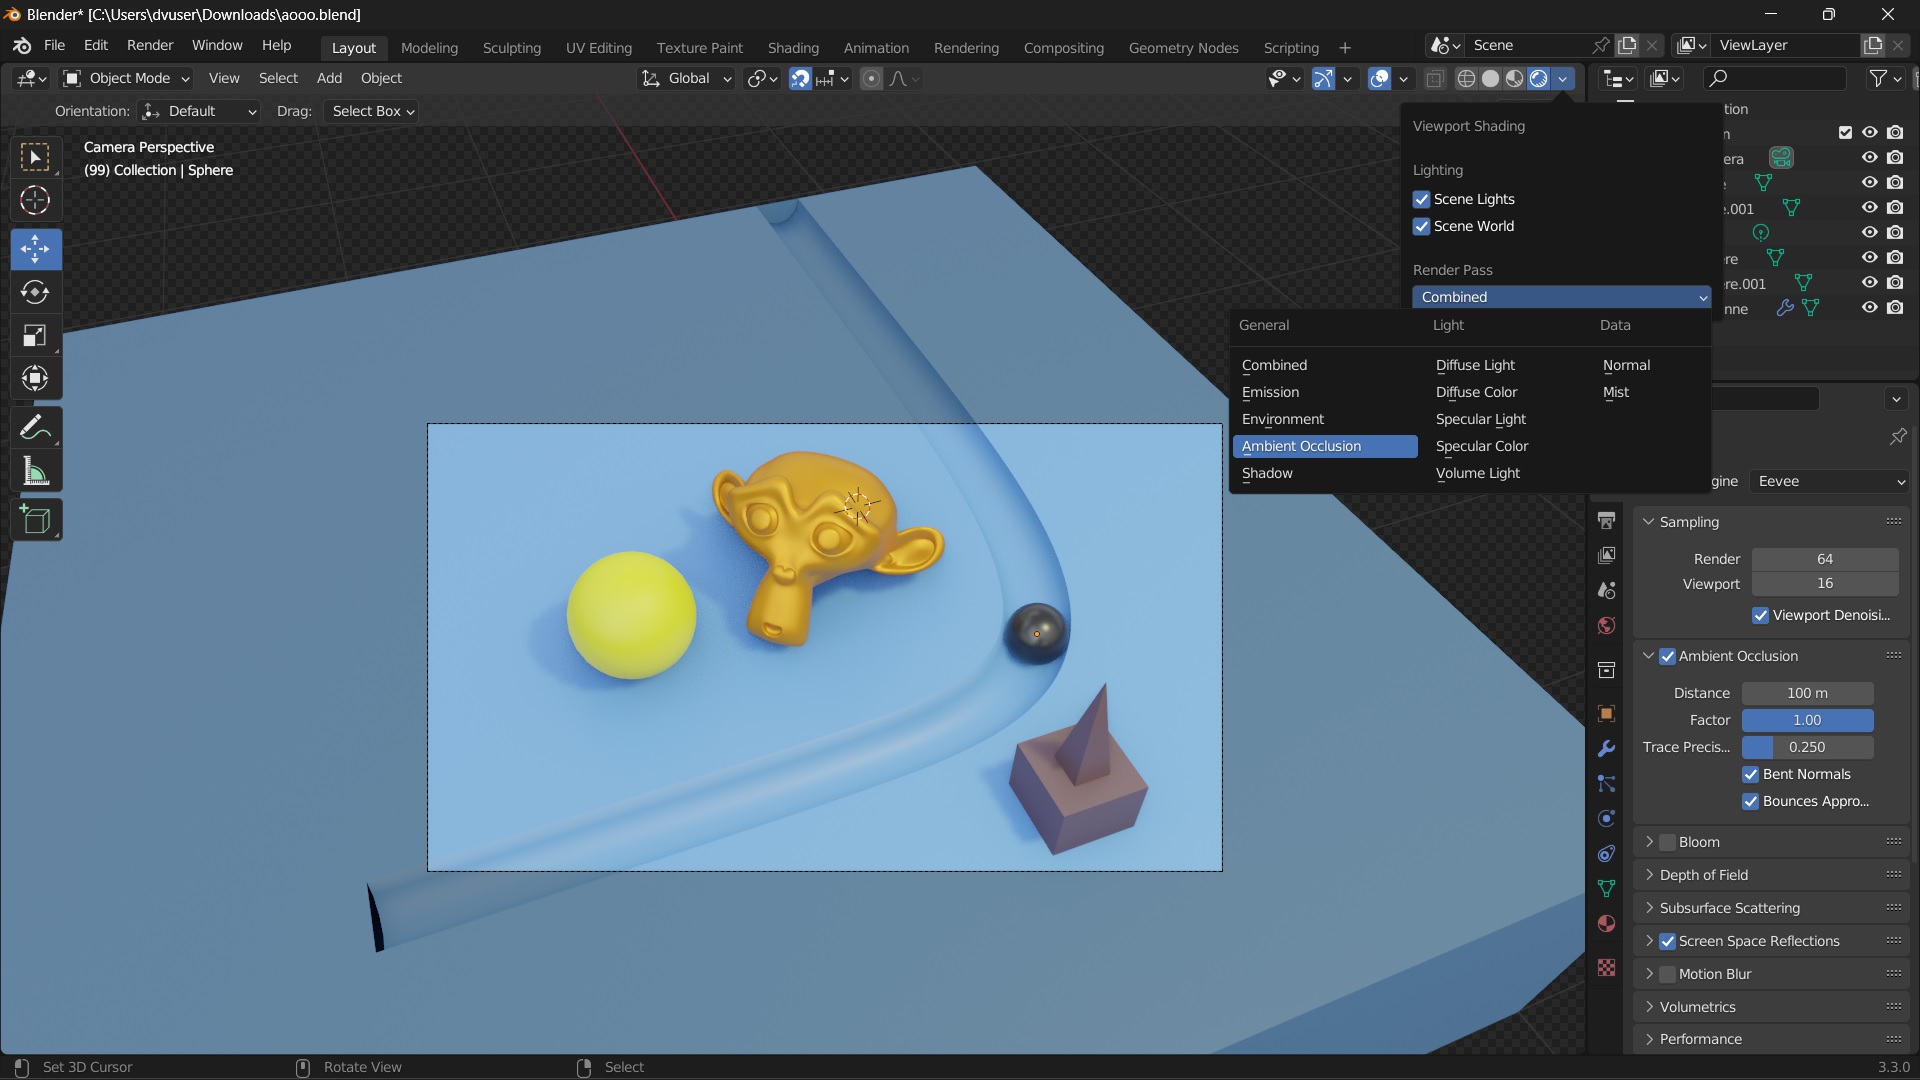 Blender* [C:\Users\dvuser\Downloads\aooo.blend]
File Edit Render Window Help
Layout Modeling Sculpting UV Editing Texture Paint Shading Animation Rendering Compositing Geometry Nodes Scripting +
Scene
ViewLayer
Object Mode View Select Add Object
Global
Orientation: Default Drag: Select Box
Camera Perspective
(99) Collection | Sphere
Viewport Shading
Lighting
Scene Lights
Scene World
Render Pass
Combined
General Light Data
Combined Diffuse Light Normal
Emission Diffuse Color Mist
Environment Specular Light
Ambient Occlusion Specular Color
Shadow Volume Light
tion
n
era
e
e.001
re
re.001
nne
gine Eevee
Sampling
Render 64
Viewport 16
Viewport Denoisi...
Ambient Occlusion
Distance 100 m
Factor 1.00
Trace Precis... 0.250
Bent Normals
Bounces Appro...
Bloom
Depth of Field
Subsurface Scattering
Screen Space Reflections
Motion Blur
Volumetrics
Performance
Set 3D Cursor Rotate View Select 3.3.0